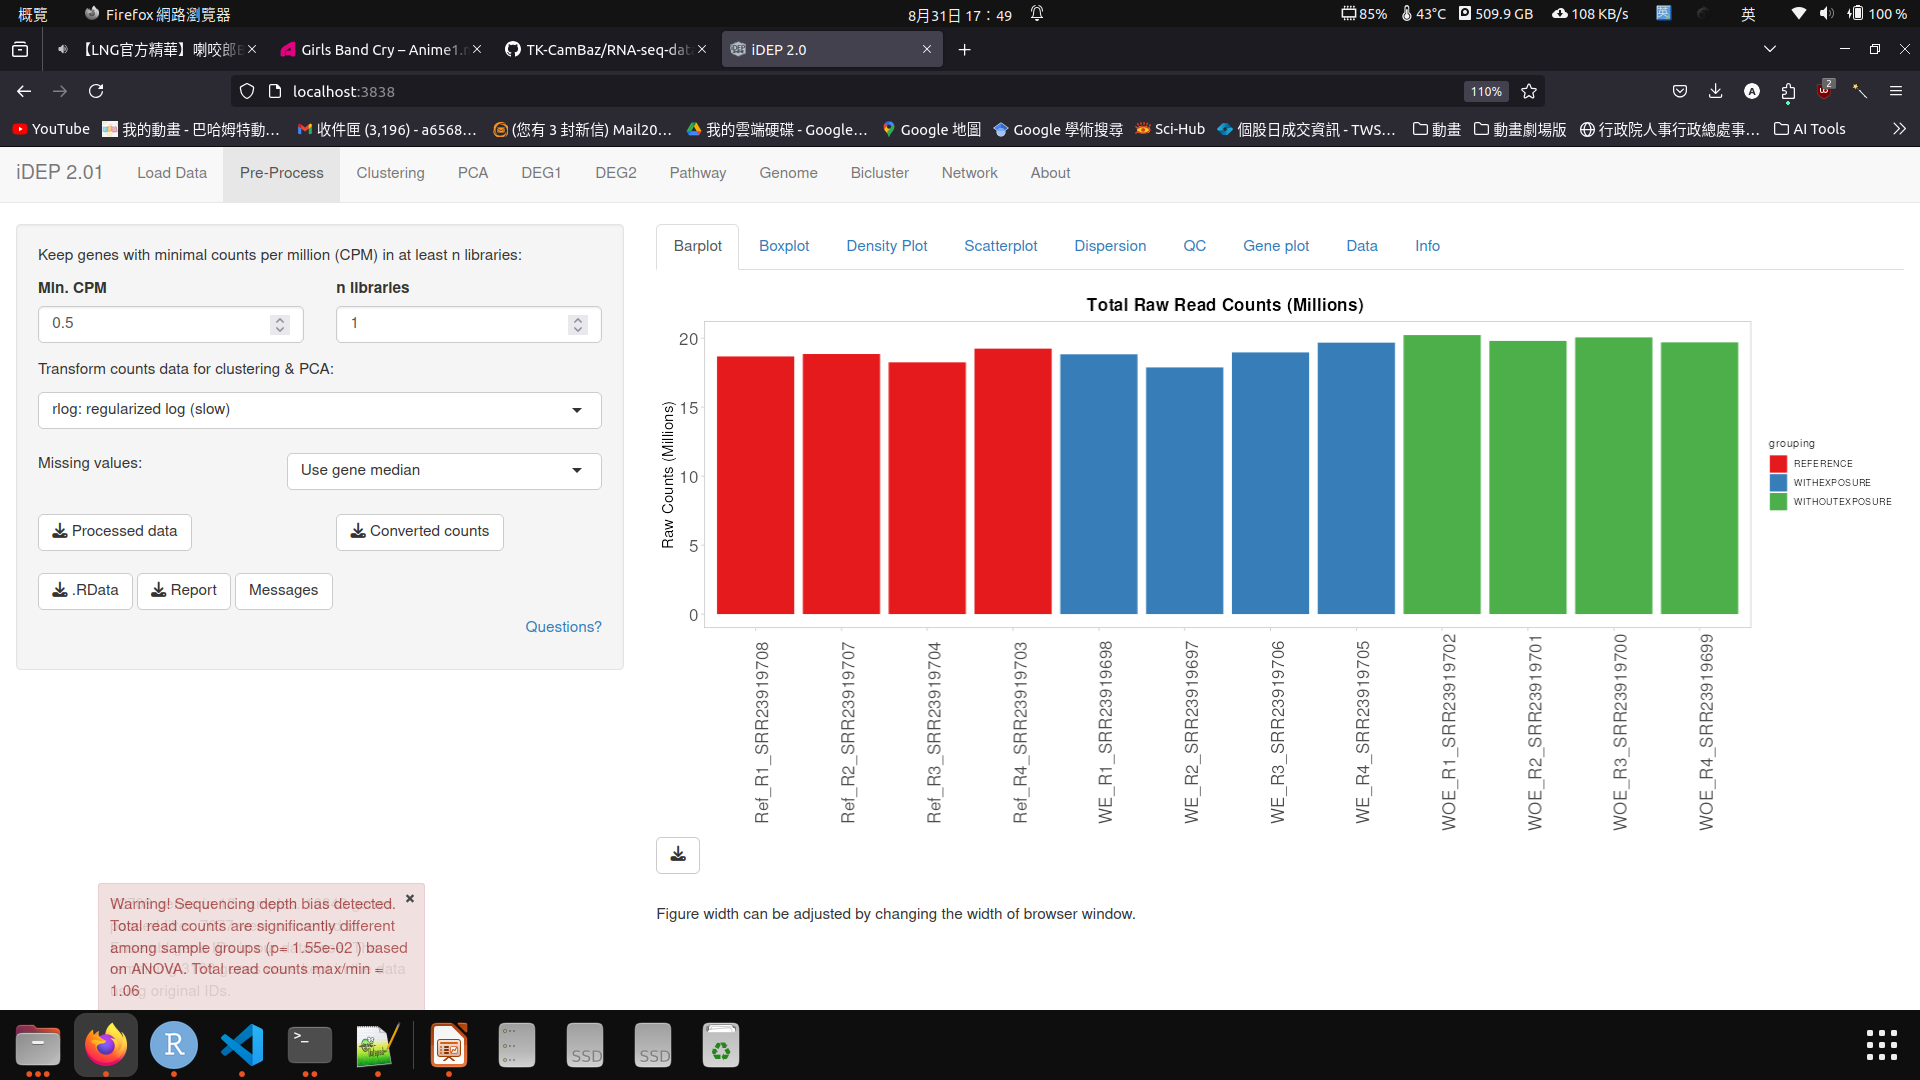 概覽
Firefox 網路瀏覽器
8月31日 17：49
85%
43°C
509.9 GB
108 KB/s
英
英
100 %
【LNG官方精華】喇咬郎
Girls Band Cry – Anime1.
TK-CamBaz/RNA-seq-dat
iDEP 2.0
localhost:3838
110%
2
YouTube
我的動畫 - 巴哈姆特動…
收件匣 (3,196) - a6568…
(您有 3 封新信) Mail20…
我的雲端硬碟 - Google…
Google 地圖
Google 學術搜尋
Sci-Hub
個股日成交資訊 - TWS…
動畫
動畫劇場版
行政院人事行政總處事…
AI Tools
iDEP 2.01
Load Data
Pre-Process
Clustering
PCA
DEG1
DEG2
Pathway
Genome
Bicluster
Network
About
Keep genes with minimal counts per million (CPM) in at least n libraries:
Min. CPM
n libraries
0.5
1
Transform counts data for clustering & PCA:
rlog: regularized log (slow)
Missing values:
Use gene median
Processed data
Converted counts
.RData
Report
Messages
Questions?
Barplot
Boxplot
Density Plot
Scatterplot
Dispersion
QC
Gene plot
Data
Info
Total Raw Read Counts (Millions)
Raw Counts (Millions)
20
15
10
5
0
Ref_R1_SRR23919708
Ref_R2_SRR23919707
Ref_R3_SRR23919704
Ref_R4_SRR23919703
WE_R1_SRR23919698
WE_R2_SRR23919697
WE_R3_SRR23919706
WE_R4_SRR23919705
WOE_R1_SRR23919702
WOE_R2_SRR23919701
WOE_R3_SRR23919700
WOE_R4_SRR23919699
grouping
REFERENCE
WITHEXPOSURE
WITHOUTEXPOSURE
Figure width can be adjusted by changing the width of browser window.
Warning! Sequencing depth bias detected.
Total read counts are significantly different
among sample groups (p= 1.55e-02 ) based
on ANOVA. Total read counts max/min =
1.06
original IDs.
SSD
SSD